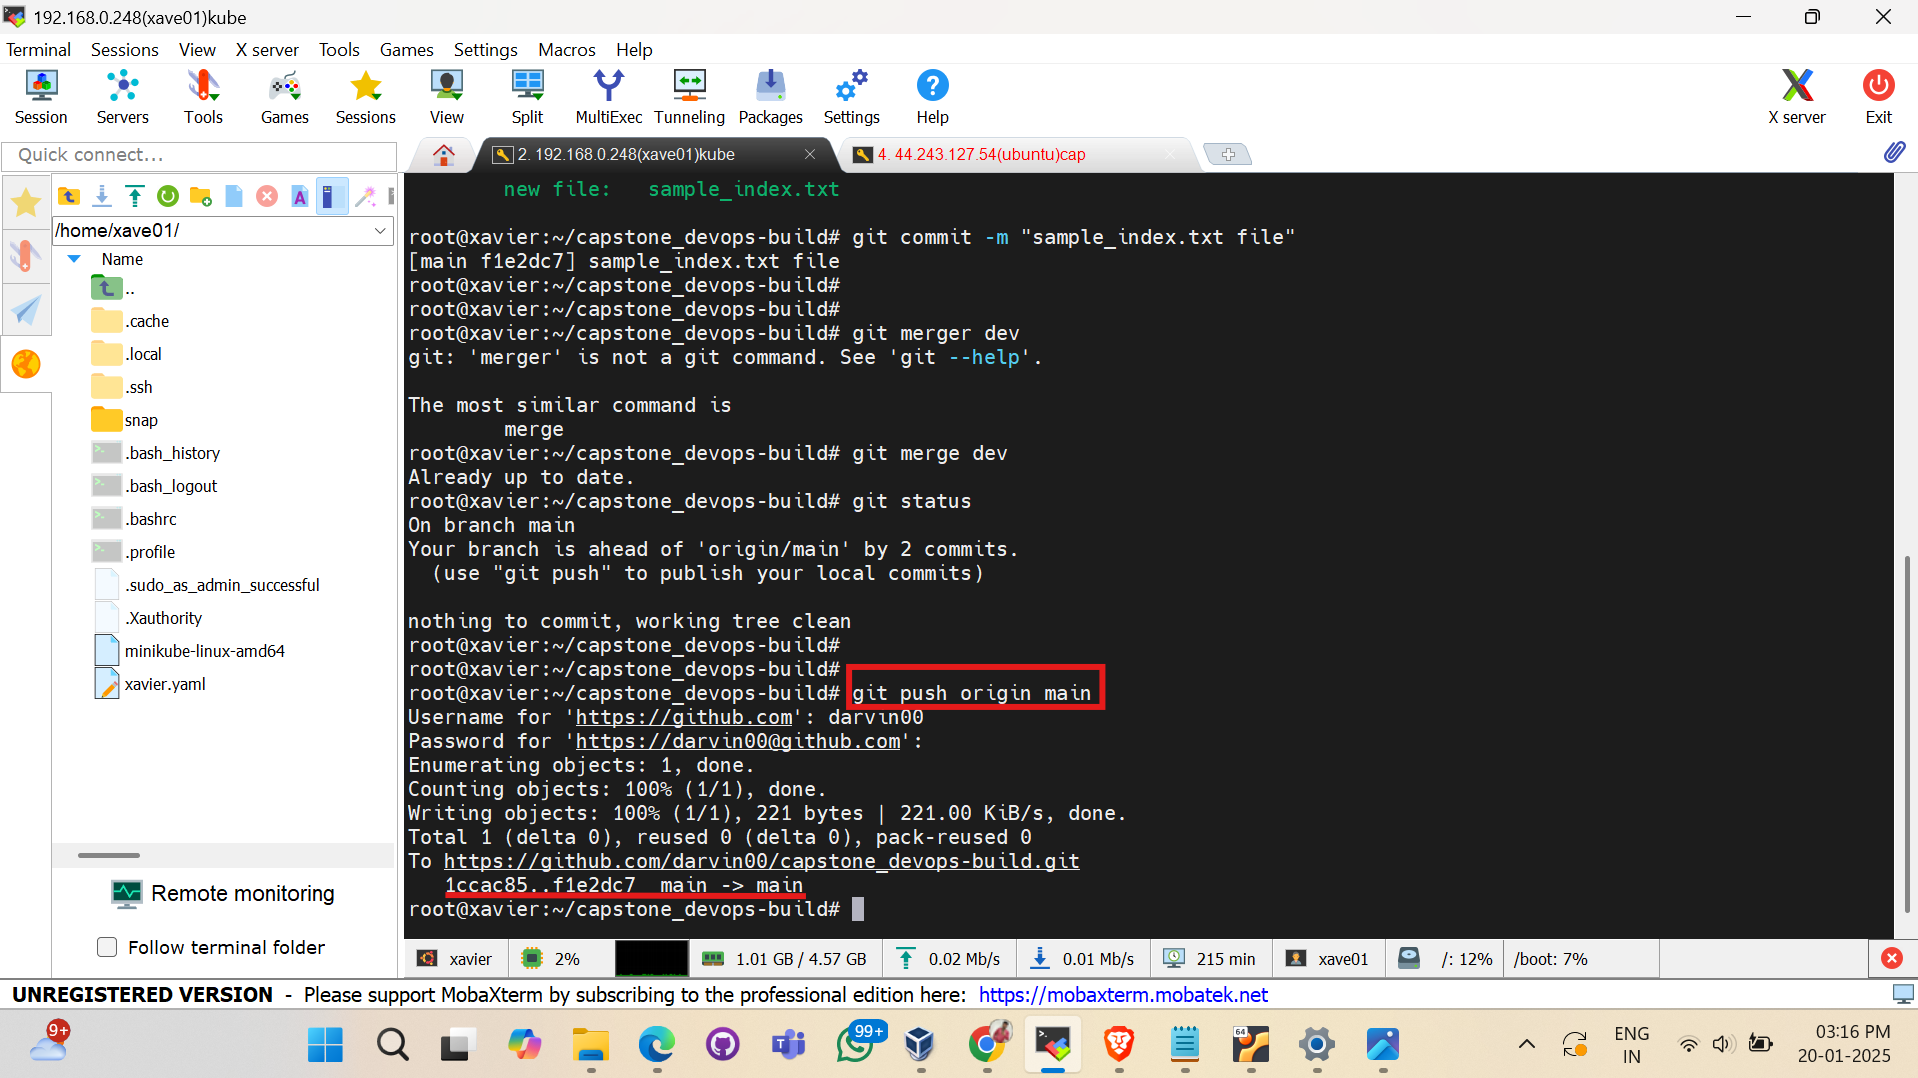 192.168.0.248(xave01)kube
Terminal Sessions View X server Tools Games Settings Macros Help
Session Servers Tools Games Sessions View Split MultiExec Tunneling Packages Settings Help X server Exit
Quick connect...
2. 192.168.0.248(xave01)kube
4. 44.243.127.54(ubuntu)cap
/home/xave01/
Name
..
.cache
.local
.ssh
snap
.bash_history
.bash_logout
.bashrc
.profile
.sudo_as_admin_successful
.Xauthority
minikube-linux-amd64
xavier.yaml
Remote monitoring
Follow terminal folder
new file:   sample_index.txt
root@xavier:~/capstone_devops-build# git commit -m "sample_index.txt file"
[main f1e2dc7] sample_index.txt file
root@xavier:~/capstone_devops-build#
root@xavier:~/capstone_devops-build#
root@xavier:~/capstone_devops-build# git merger dev
git: 'merger' is not a git command. See 'git --help'.
The most similar command is
merge
root@xavier:~/capstone_devops-build# git merge dev
Already up to date.
root@xavier:~/capstone_devops-build# git status
On branch main
Your branch is ahead of 'origin/main' by 2 commits.
(use "git push" to publish your local commits)
nothing to commit, working tree clean
root@xavier:~/capstone_devops-build#
root@xavier:~/capstone_devops-build#
root@xavier:~/capstone_devops-build# git push origin main
Username for 'https://github.com': darvin00
Password for 'https://darvin00@github.com':
Enumerating objects: 1, done.
Counting objects: 100% (1/1), done.
Writing objects: 100% (1/1), 221 bytes | 221.00 KiB/s, done.
Total 1 (delta 0), reused 0 (delta 0), pack-reused 0
To https://github.com/darvin00/capstone_devops-build.git
1ccac85..f1e2dc7  main -> main
root@xavier:~/capstone_devops-build#
xavier 2% 1.01 GB / 4.57 GB 0.02 Mb/s 0.01 Mb/s 215 min xave01 /: 12% /boot: 7%
UNREGISTERED VERSION - Please support MobaXterm by subscribing to the professional edition here: https://mobaxterm.mobatek.net
9+
99+
64
ENG
IN
03:16 PM
20-01-2025